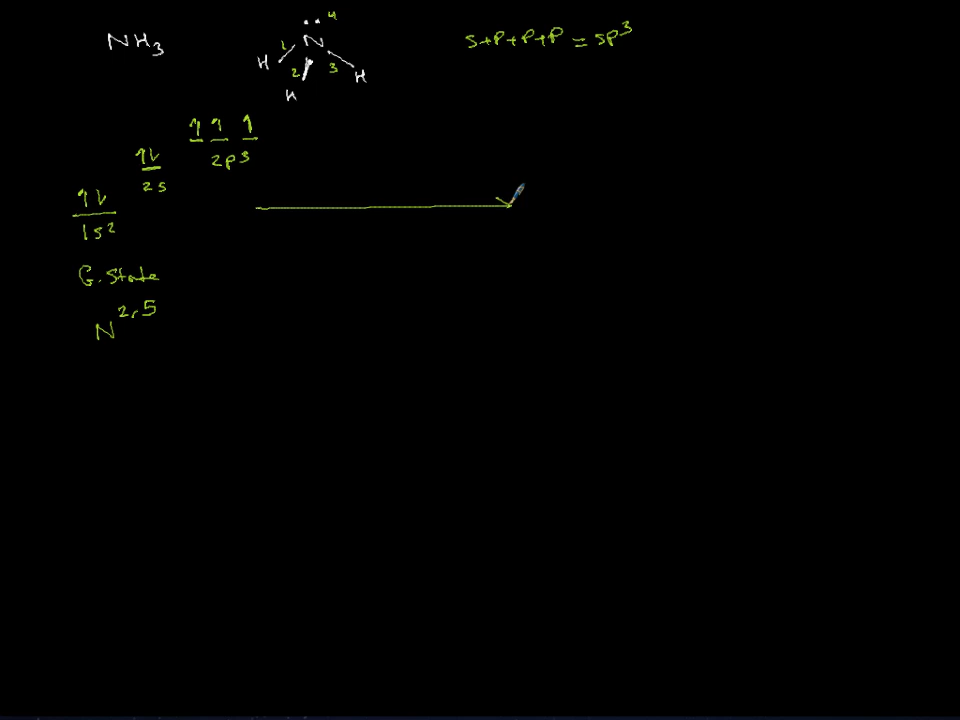 NH3
·· 4
N
1 2 3
H H H
S+P+P+P = SP³
1s²
2s
2p³
G. State
N 2,5